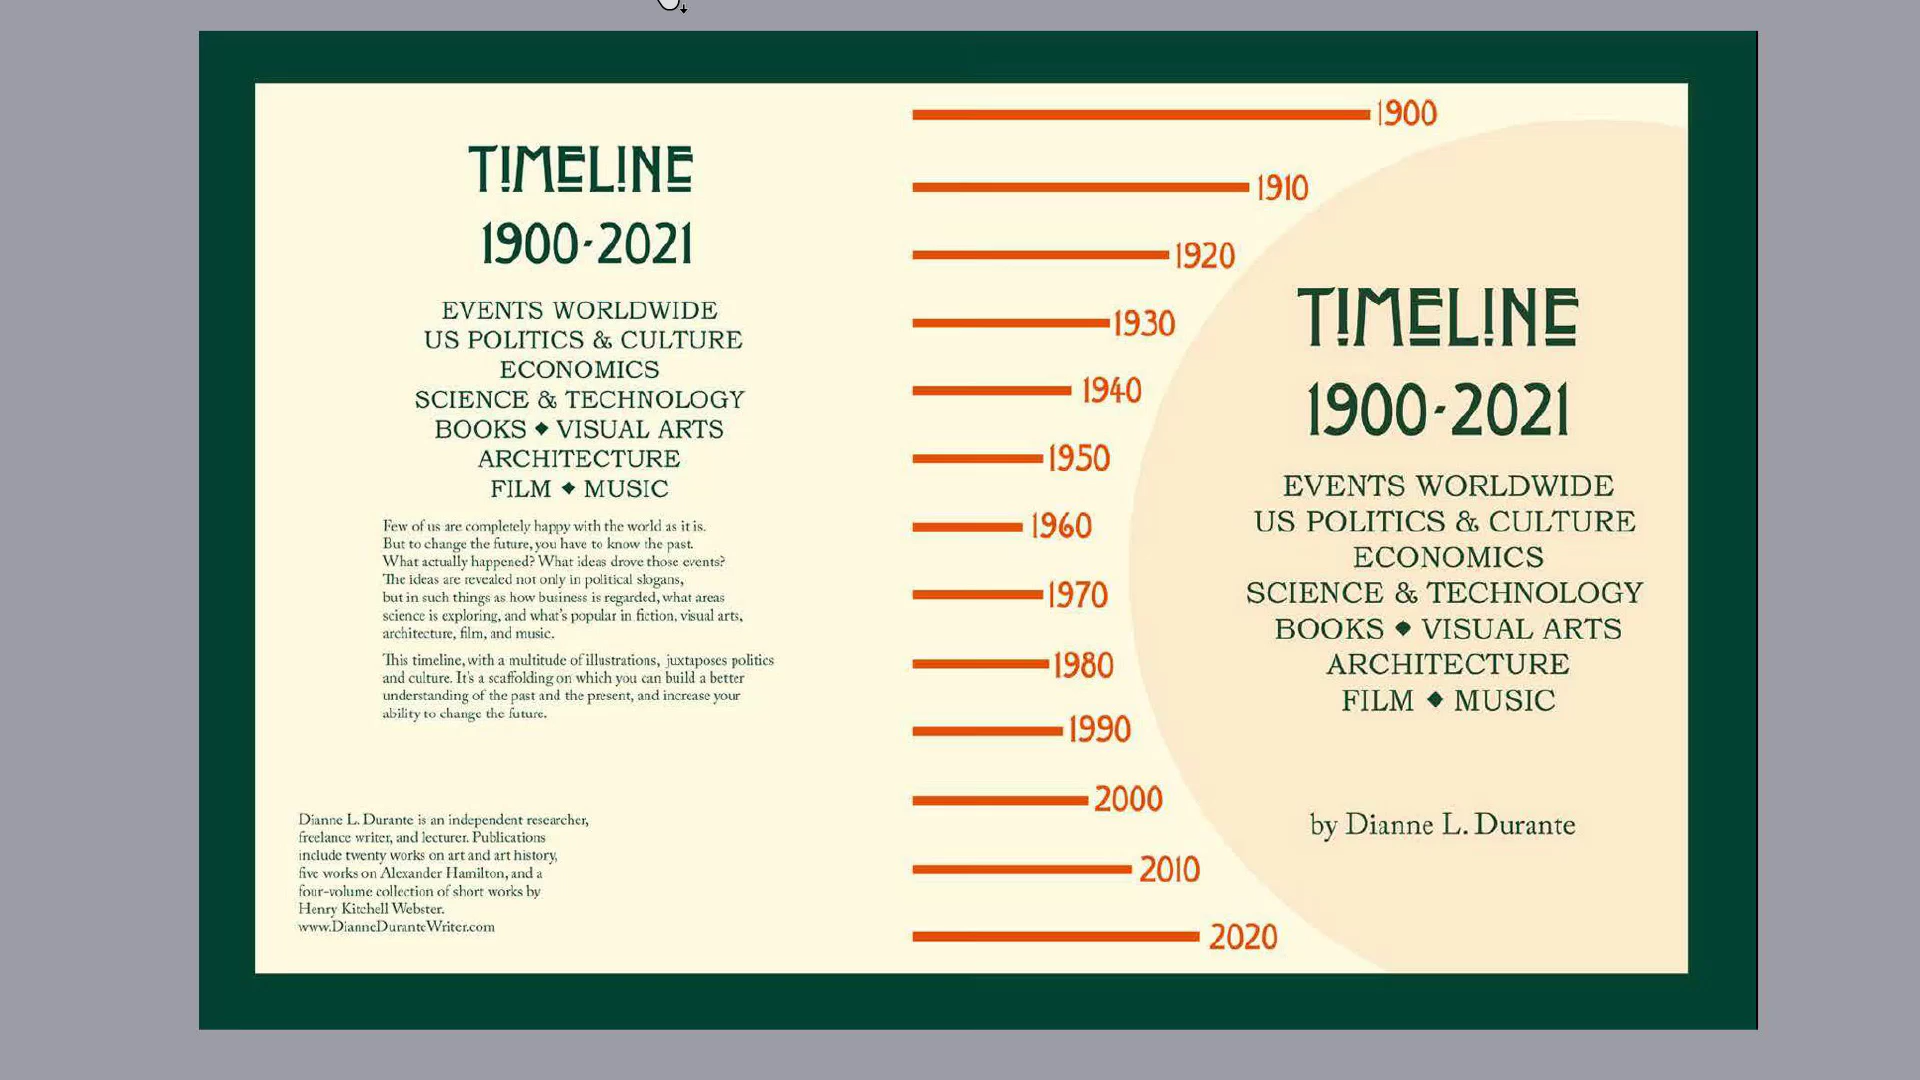 TIMELINE
1900-2021
EVENTS WORLDWIDE
US POLITICS & CULTURE
ECONOMICS
SCIENCE & TECHNOLOGY
BOOKS ◆ VISUAL ARTS
ARCHITECTURE
FILM ◆ MUSIC
Few of us are completely happy with the world as it is.
But to change the future, you have to know the past.
What actually happened? What ideas drove those events?
The ideas are revealed not only in political slogans,
but in such things as how business is regarded, what areas
science is exploring, and what's popular in fiction, visual arts,
architecture, film, and music.
This timeline, with a multitude of illustrations, juxtaposes politics
and culture. It's a scaffolding on which you can build a better
understanding of the past and the present, and increase your
ability to change the future.
Dianne L. Durante is an independent researcher,
freelance writer, and lecturer. Publications
include twenty works on art and art history,
five works on Alexander Hamilton, and a
four-volume collection of short works by
Henry Kitchell Webster.
www.DianneDuranteWriter.com
1900
1910
1920
1930
1940
1950
1960
1970
1980
1990
2000
2010
2020
TIMELINE
1900-2021
EVENTS WORLDWIDE
US POLITICS & CULTURE
ECONOMICS
SCIENCE & TECHNOLOGY
BOOKS ◆ VISUAL ARTS
ARCHITECTURE
FILM ◆ MUSIC
by Dianne L. Durante